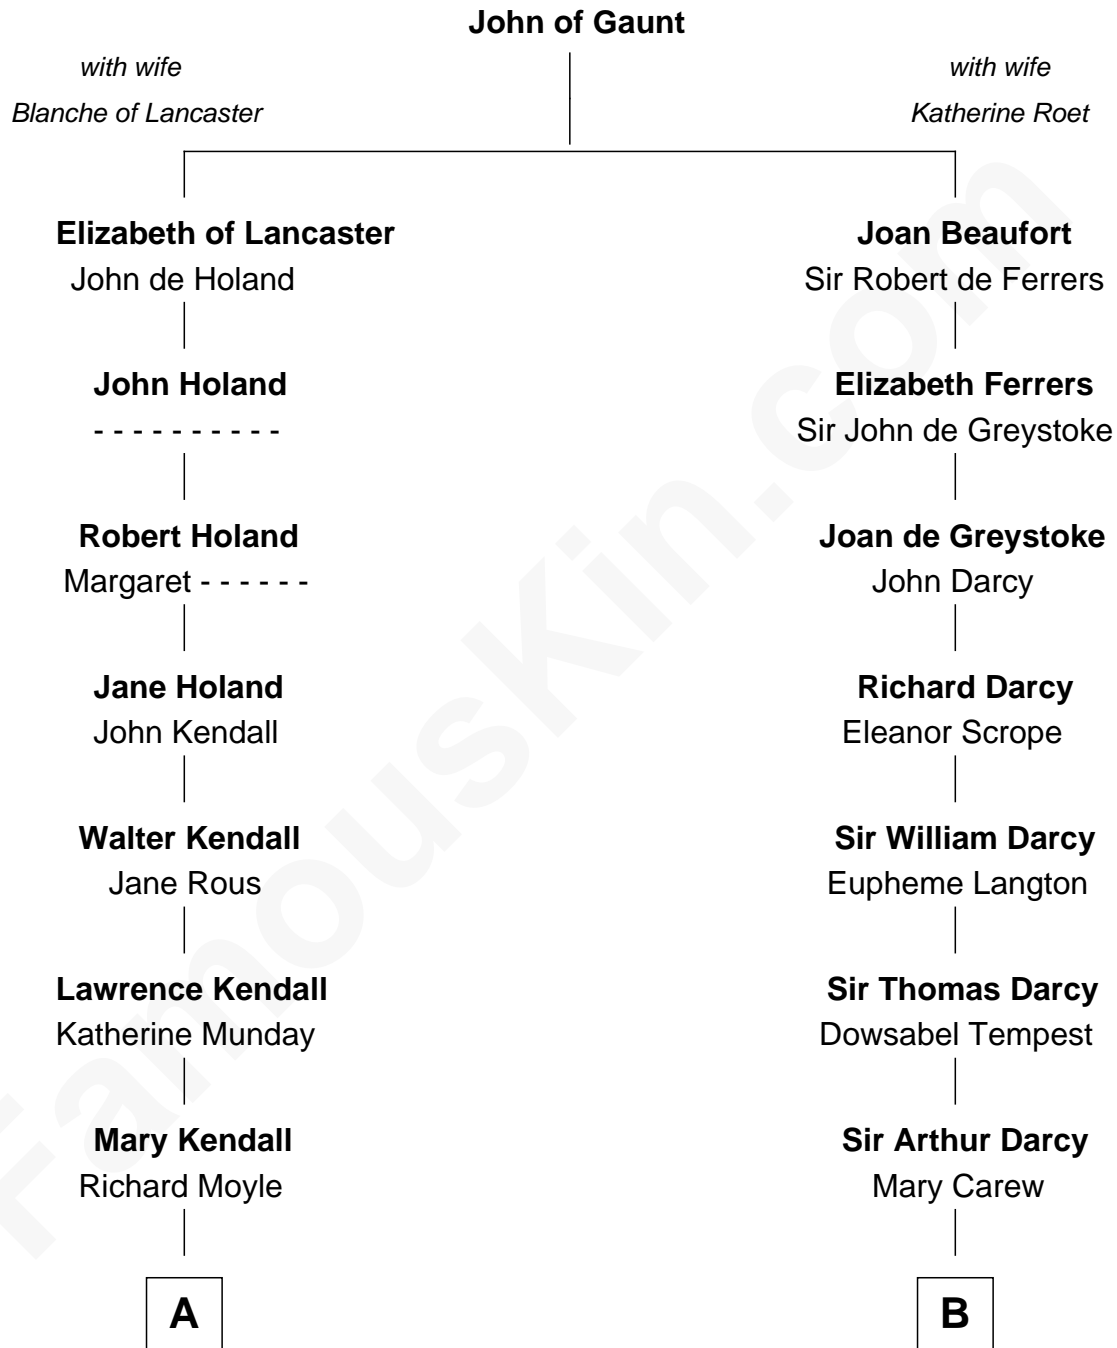 John of Gaunt
with wife
Blanche of Lancaster
with wife
Katherine Roet
Elizabeth of Lancaster
John de Holand
Joan Beaufort
Sir Robert de Ferrers
John Holand
- - - - - - - - - -
Elizabeth Ferrers
Sir John de Greystoke
Robert Holand
Margaret - - - - - -
Joan de Greystoke
John Darcy
Jane Holand
John Kendall
Richard Darcy
Eleanor Scrope
Walter Kendall
Jane Rous
Sir William Darcy
Eupheme Langton
Lawrence Kendall
Katherine Munday
Sir Thomas Darcy
Dowsabel Tempest
Mary Kendall
Richard Moyle
Sir Arthur Darcy
Mary Carew
A
B
FamousKin.com